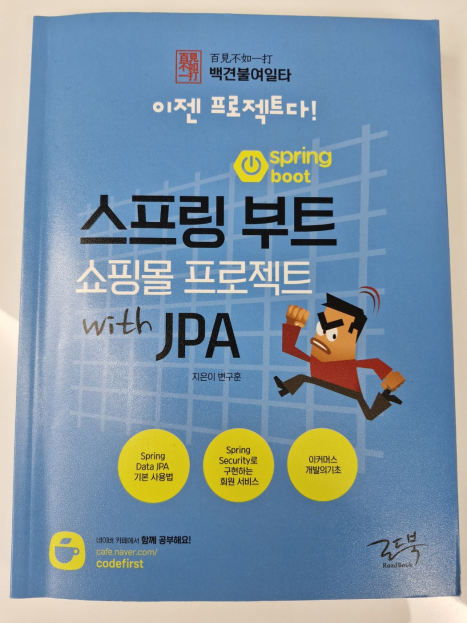 百見不如一打
百見不如一打
백견불여일타
이젠 프로젝트다!
spring
boot
스프링 부트
쇼핑몰 프로젝트
with JPA
지은이 변구훈
Spring
Data JPA
기본 사용법
Spring
Security로
구현하는
회원 서비스
이커머스
개발의기초
네이버 카페에서 함께 공부해요!
cafe.naver.com/
codefirst
로드북
RoadBook